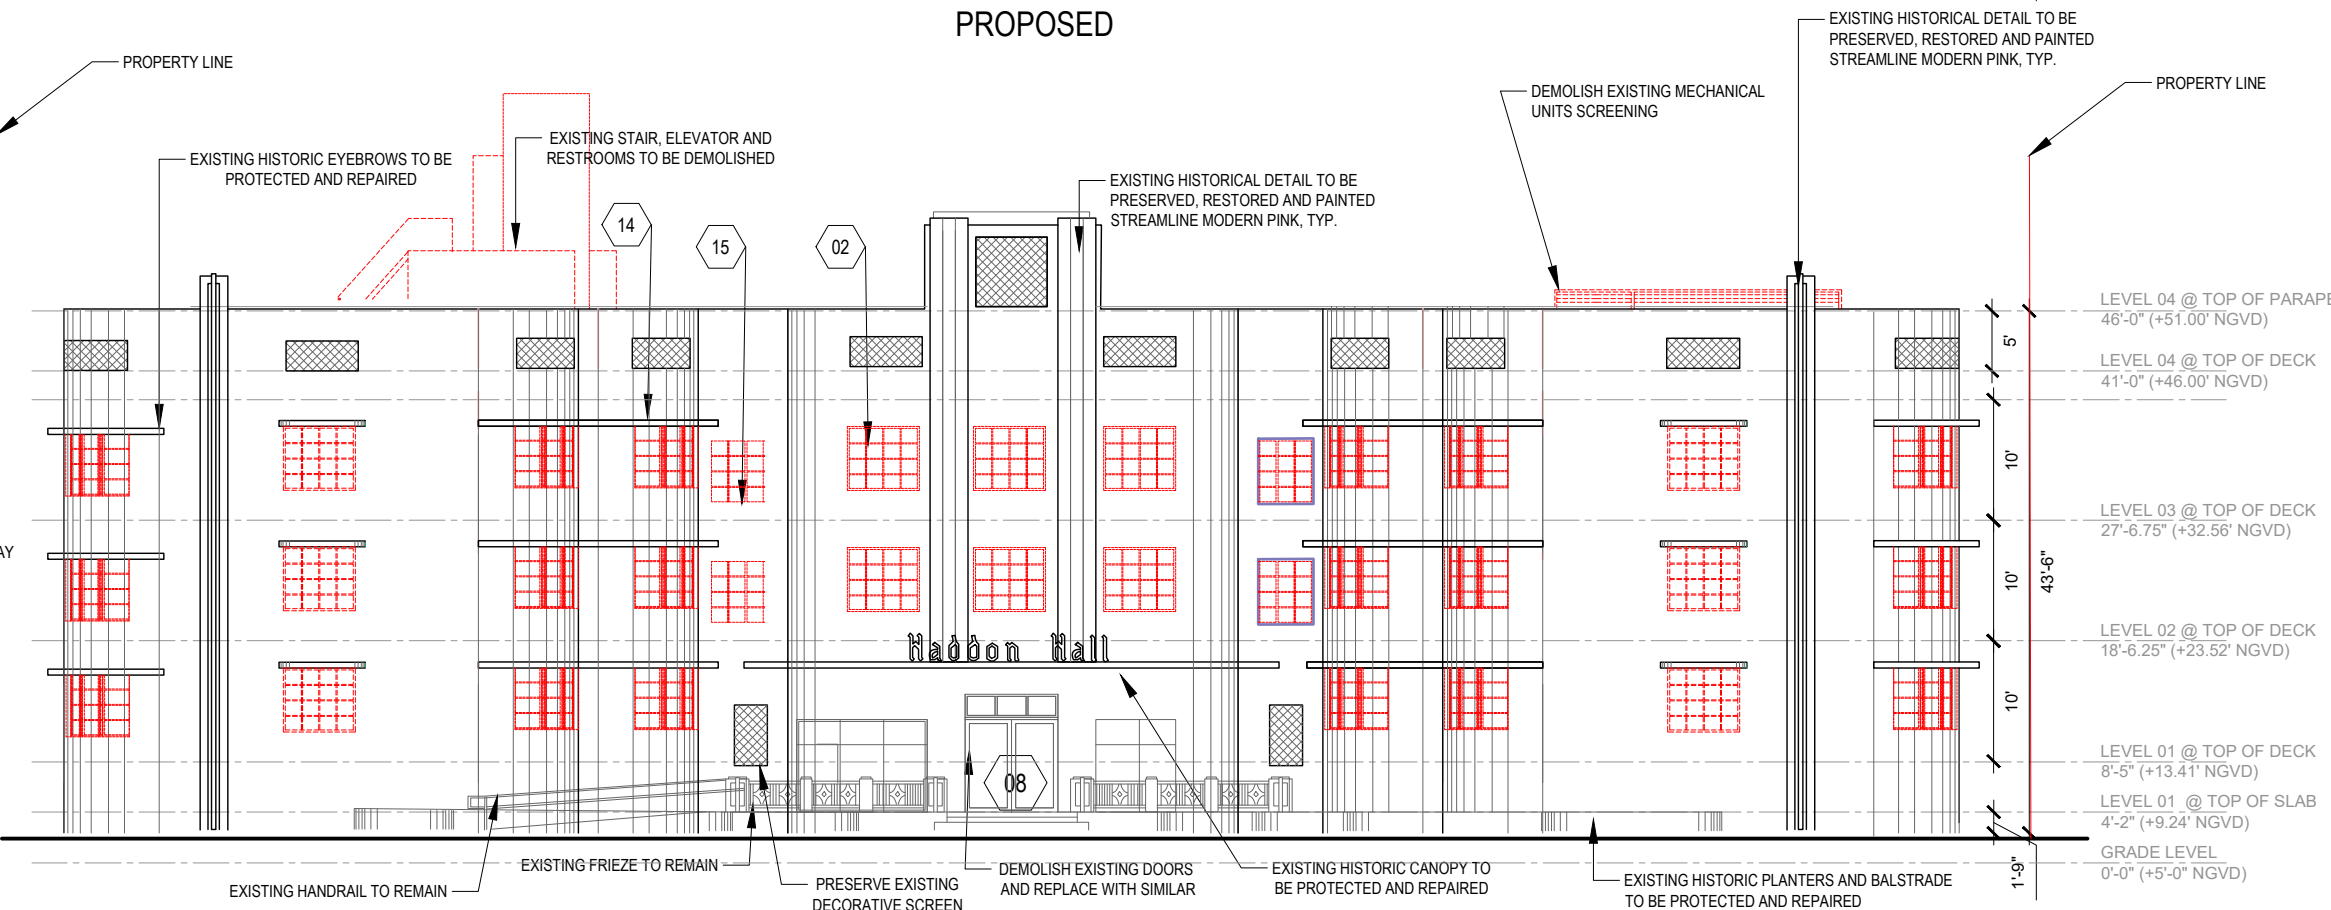 PROPOSED
EXISTING HISTORICAL DETAIL TO BE
PRESERVED, RESTORED AND PAINTED
STREAMLINE MODERN PINK, TYP.
PROPERTY LINE
PROPERTY LINE
DEMOLISH EXISTING MECHANICAL
UNITS SCREENING
EXISTING STAIR, ELEVATOR AND
RESTROOMS TO BE DEMOLISHED
EXISTING HISTORIC EYEBROWS TO BE
PROTECTED AND REPAIRED
EXISTING HISTORICAL DETAIL TO BE
PRESERVED, RESTORED AND PAINTED
STREAMLINE MODERN PINK, TYP.
14
15
02
LEVEL 04 @ TOP OF PARAPE
46'-0" (+51.00' NGVD)
5'
LEVEL 04 @ TOP OF DECK
41'-0" (+46.00' NGVD)
10'
LEVEL 03 @ TOP OF DECK
27'-6.75" (+32.56' NGVD)
AY
10'
43'-6"
LEVEL 02 @ TOP OF DECK
18'-6.25" (+23.52' NGVD)
Haddon Hall
10'
LEVEL 01 @ TOP OF DECK
8'-5" (+13.41' NGVD)
08
LEVEL 01 @ TOP OF SLAB
4'-2" (+9.24' NGVD)
GRADE LEVEL
0'-0" (+5'-0" NGVD)
1'-9"
EXISTING HANDRAIL TO REMAIN
EXISTING FRIEZE TO REMAIN
PRESERVE EXISTING
DECORATIVE SCREEN
DEMOLISH EXISTING DOORS
AND REPLACE WITH SIMILAR
EXISTING HISTORIC CANOPY TO
BE PROTECTED AND REPAIRED
EXISTING HISTORIC PLANTERS AND BALSTRADE
TO BE PROTECTED AND REPAIRED